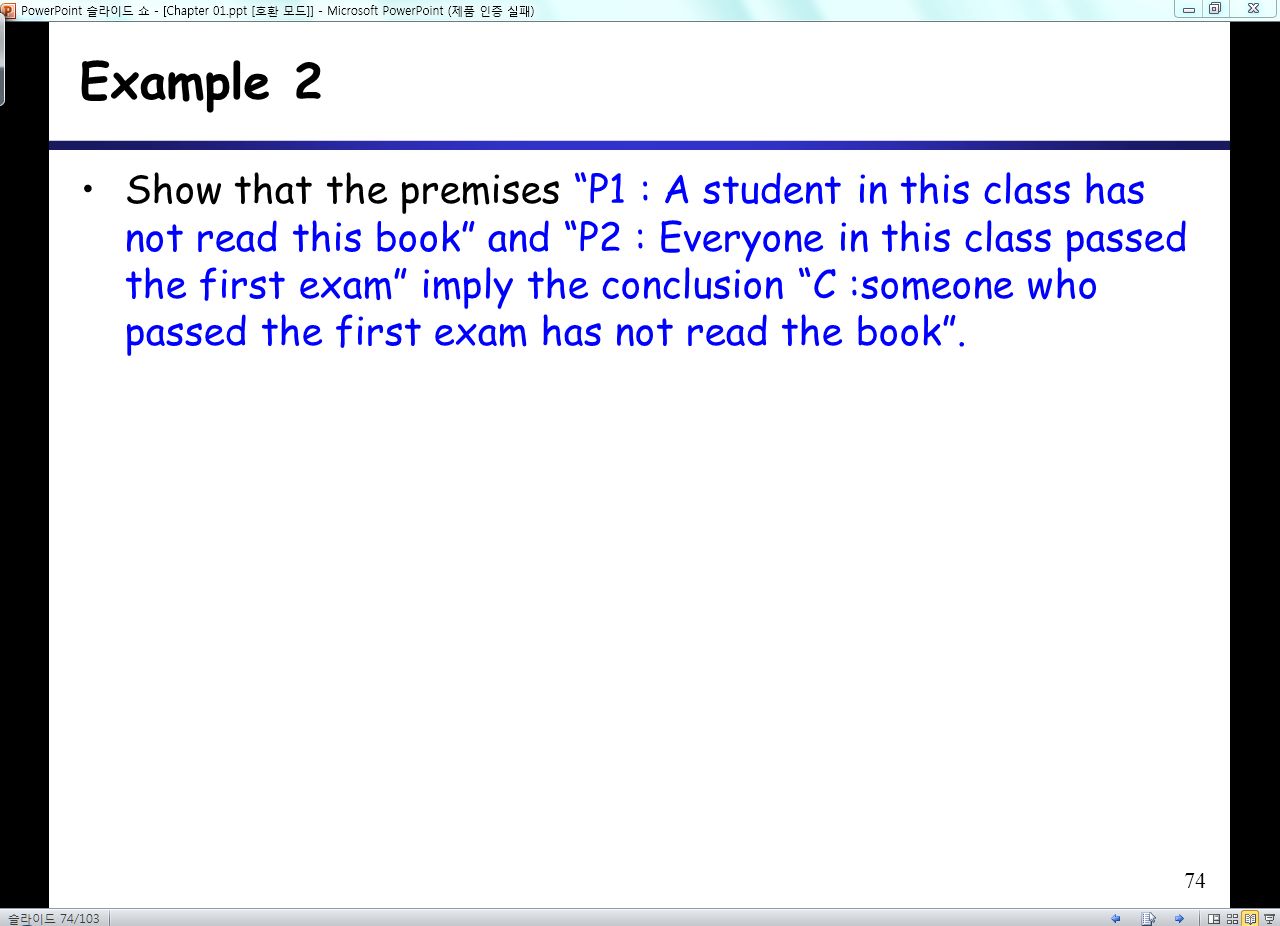 PowerPoint 슬라이드 쇼 - [Chapter 01.ppt [호환 모드]] - Microsoft PowerPoint (제품 인증 실패)
Example 2
• Show that the premises “P1 : A student in this class has
not read this book” and “P2 : Everyone in this class passed
the first exam” imply the conclusion “C :someone who
passed the first exam has not read the book”.
74
슬라이드 74/103